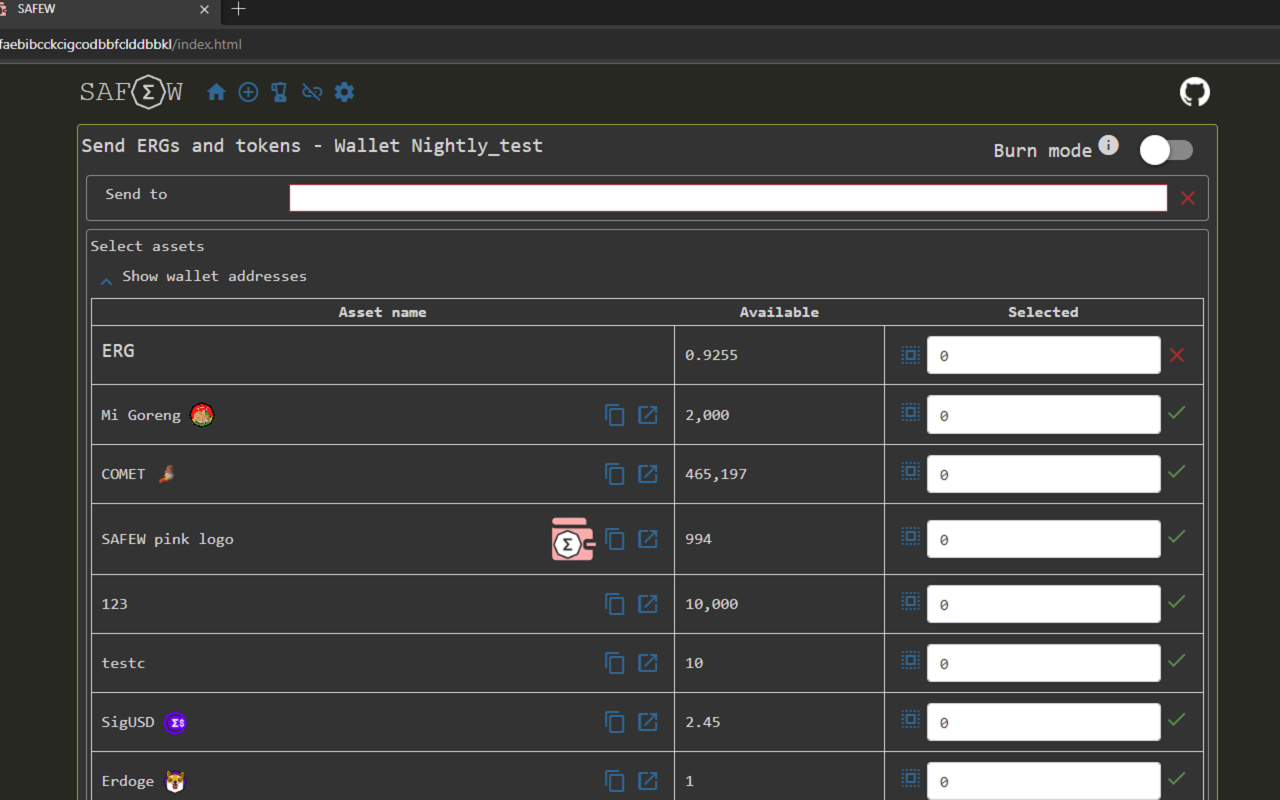 SAFEW
faebibcckcigcodbbfclddbbkl/index.html
SAFΣW
Send ERGs and tokens - Wallet Nightly_test
Burn mode i
Send to
Select assets
Show wallet addresses
Asset name Available Selected
ERG 0.9255 0
Mi Goreng 2,000 0
COMET 465,197 0
SAFEW pink logo Σ 994 0
123 10,000 0
testc 10 0
SigUSD Σ$ 2.45 0
Erdoge 1 0